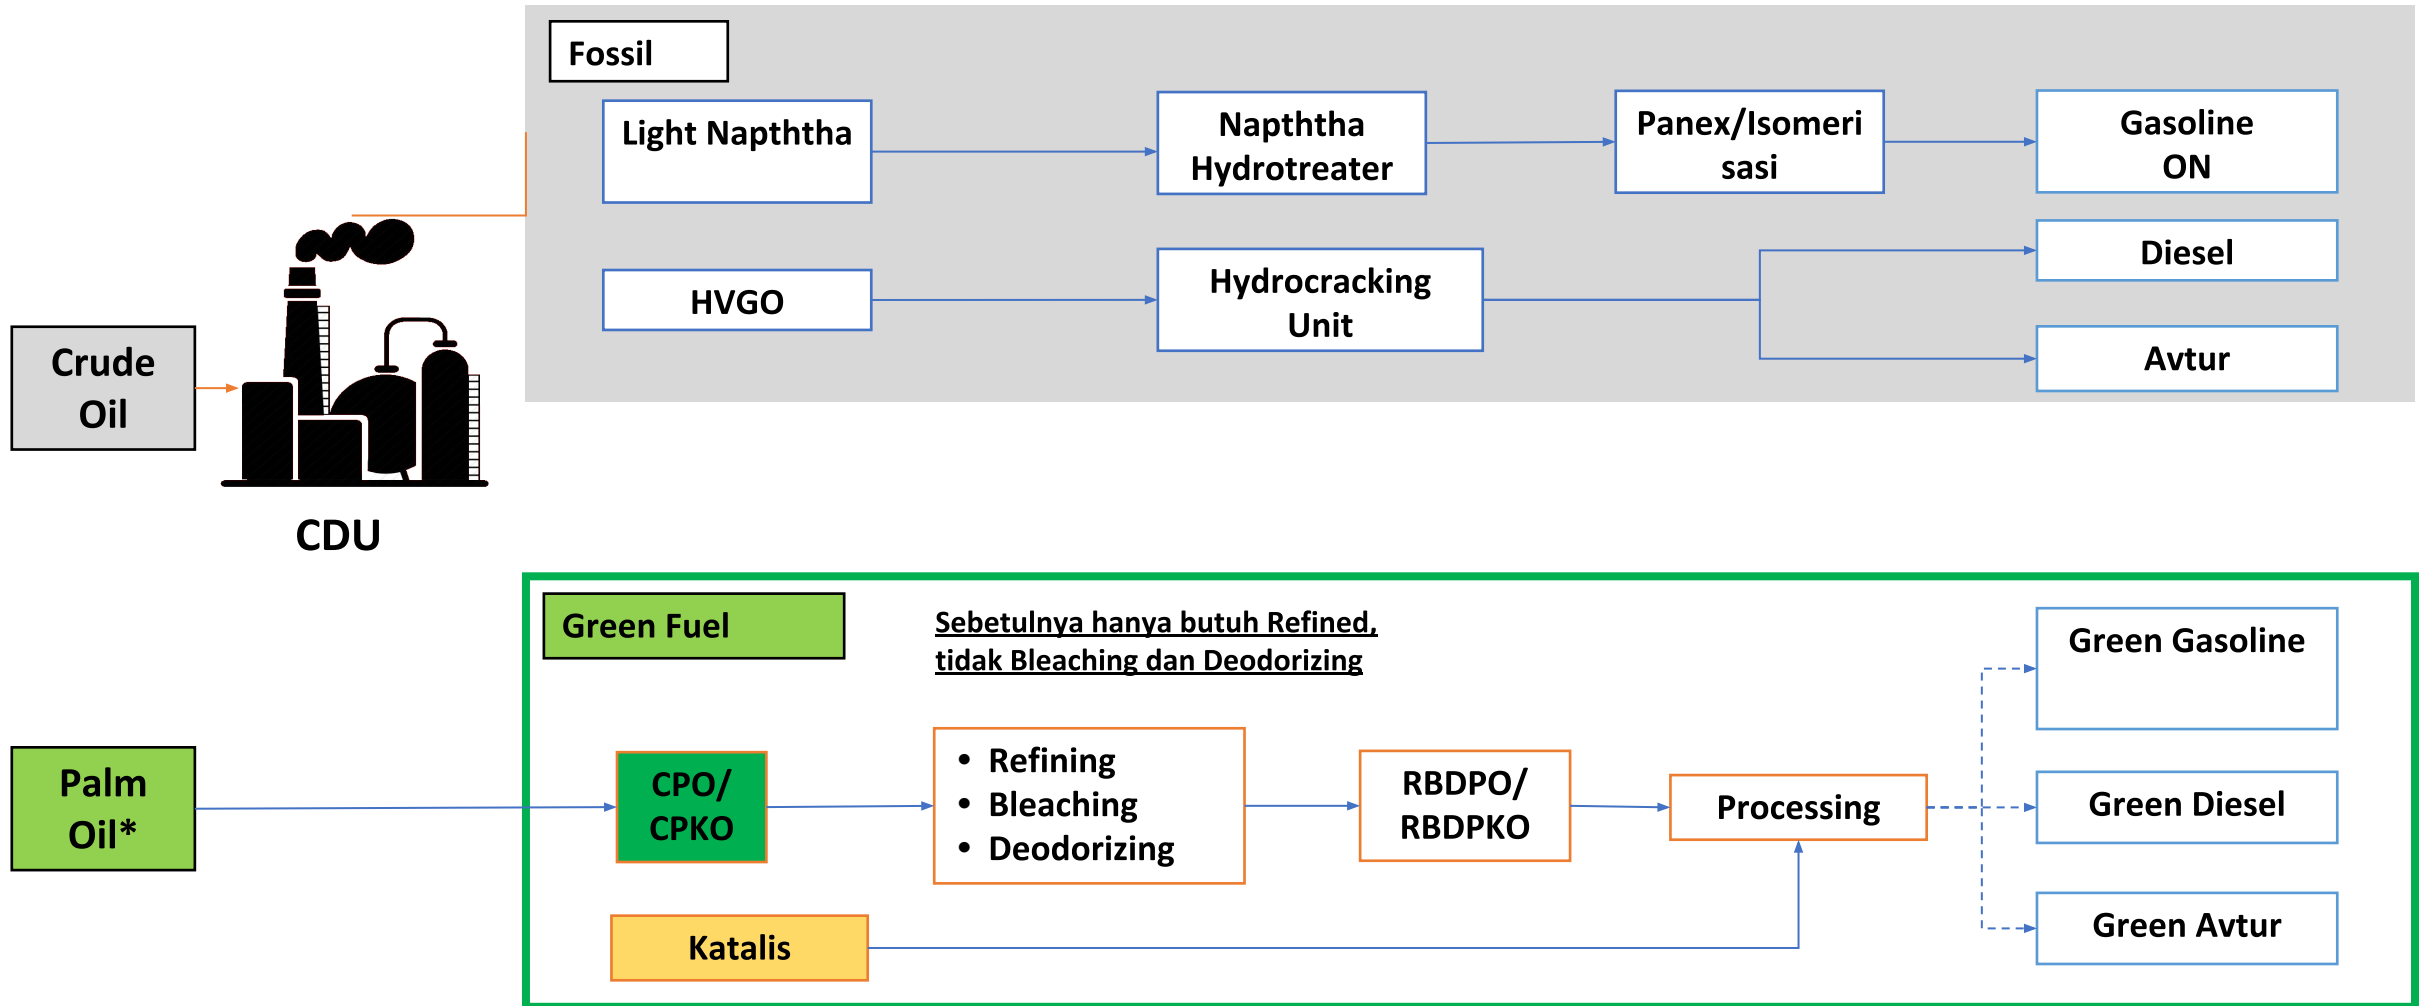 Fossil
Light Napththa
Napththa
Hydrotreater
Panex/Isomeri
sasi
Gasoline
ON
HVGO
Hydrocracking
Unit
Diesel
Avtur
Crude
Oil
CDU
Green Fuel
Sebetulnya hanya butuh Refined,
tidak Bleaching dan Deodorizing
Palm
Oil*
CPO/
CPKO
• Refining
• Bleaching
• Deodorizing
RBDPO/
RBDPKO
Processing
Katalis
Green Gasoline
Green Diesel
Green Avtur